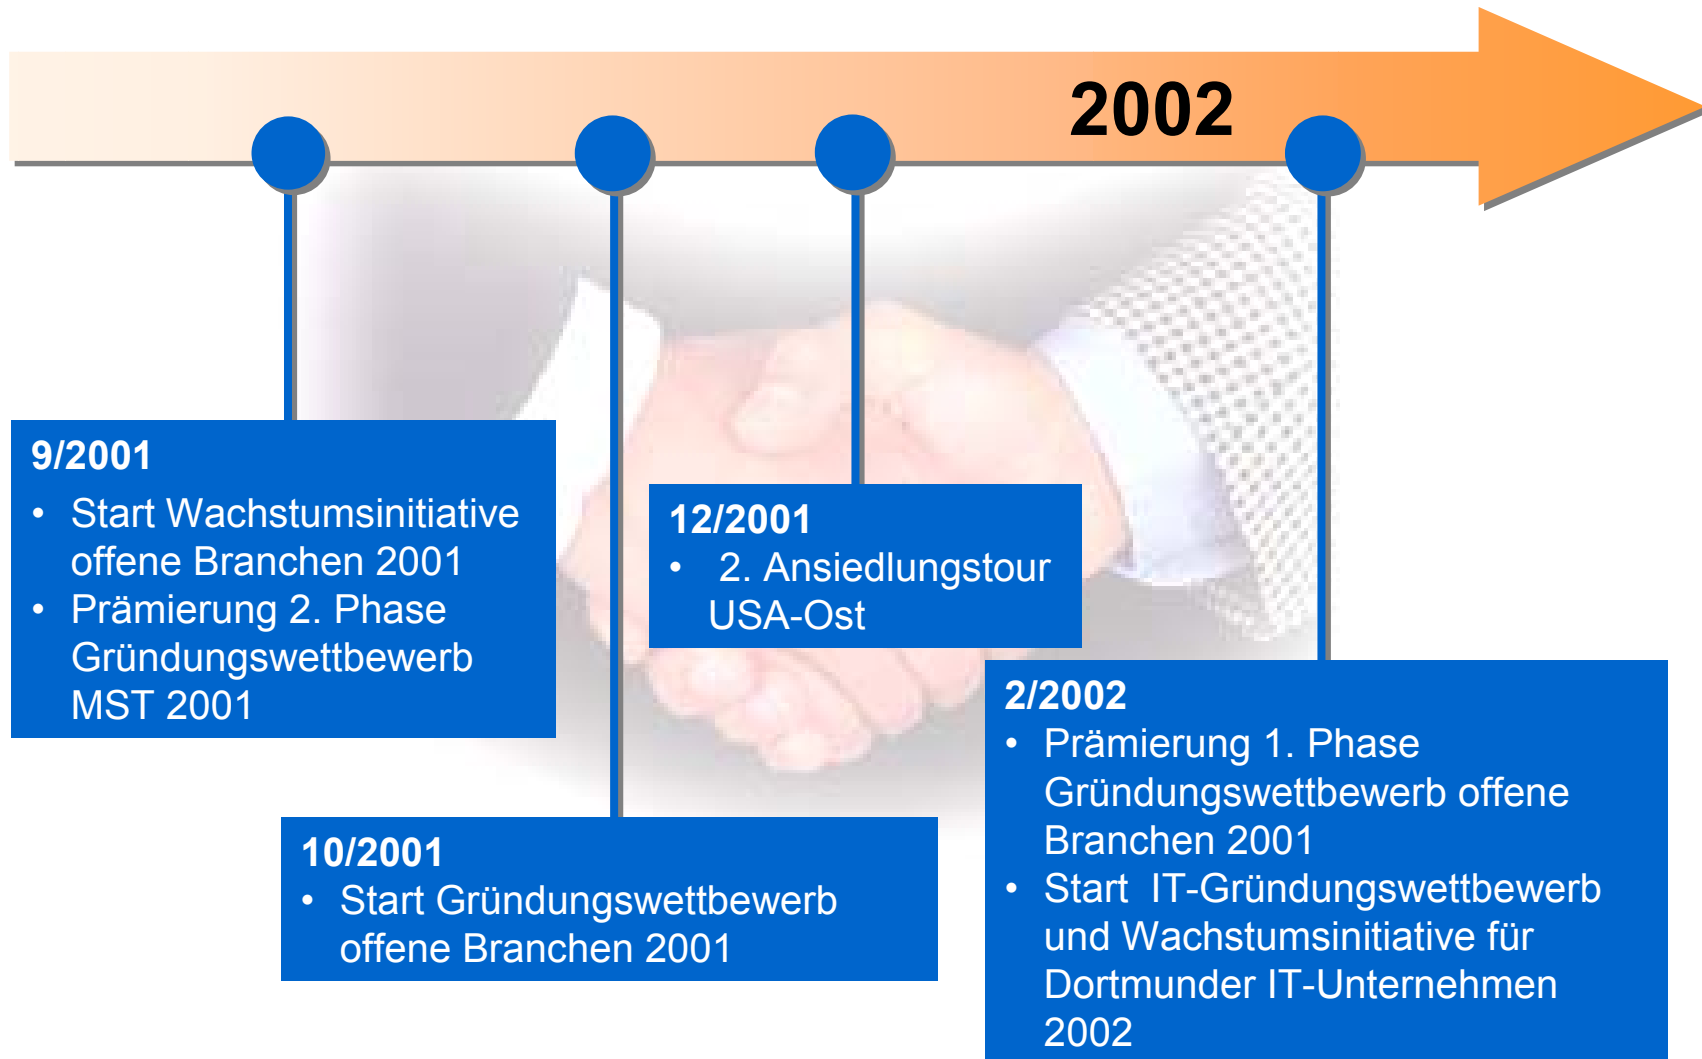 2002
9/2001
• Start Wachstumsinitiative
offene Branchen 2001
• Prämierung 2. Phase
Gründungswettbewerb
MST 2001
10/2001
• Start Gründungswettbewerb
offene Branchen 2001
12/2001
• 2. Ansiedlungstour
USA-Ost
2/2002
• Prämierung 1. Phase
Gründungswettbewerb offene
Branchen 2001
• Start IT-Gründungswettbewerb
und Wachstumsinitiative für
Dortmunder IT-Unternehmen
2002